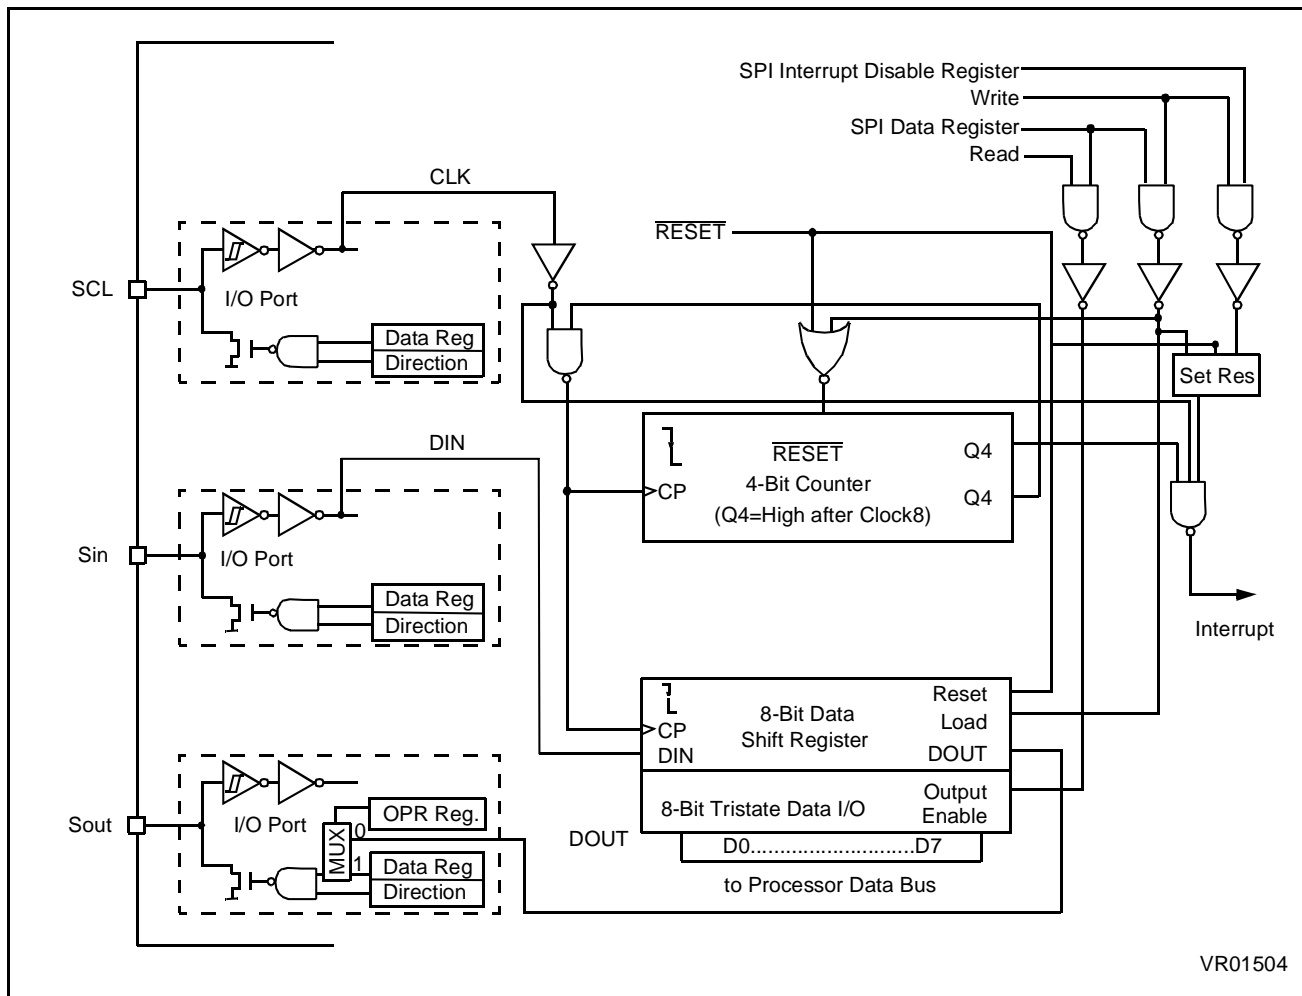 SPI Interrupt Disable Register
Write
SPI Data Register
Read
CLK
RESET
SCL
I/O Port
Data Reg
Direction
Set Res
DIN
RESET
Q4
4-Bit Counter
CP
Q4
(Q4=High after Clock8)
Sin
I/O Port
Data Reg
Direction
Interrupt
Reset
8-Bit Data
Load
CP
Shift Register
DIN
DOUT
Output
8-Bit Tristate Data I/O
Enable
OPR Reg.
Sout
I/O Port
MUX
0
1
Data Reg
Direction
DOUT
D0...........................D7
to Processor Data Bus
VR01504